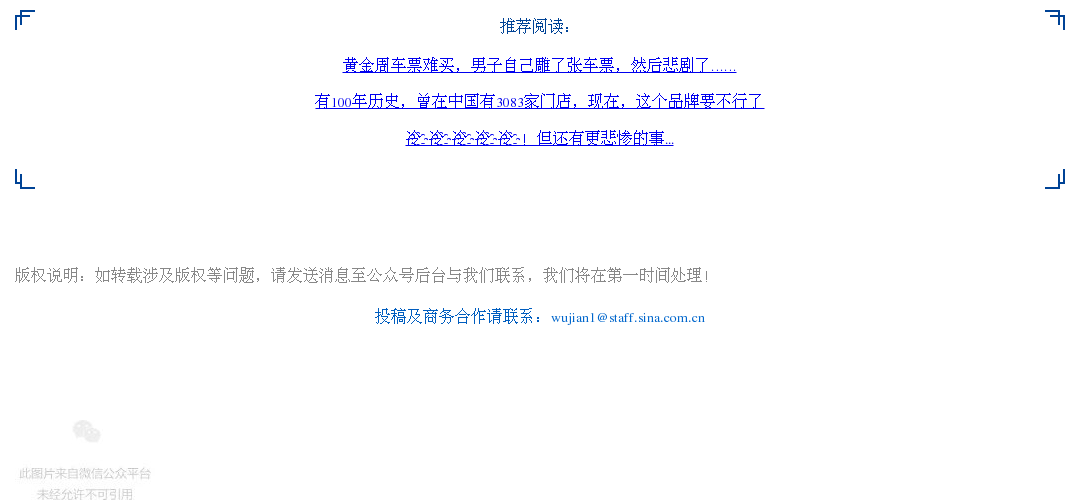 推荐阅读：
黄金周车票难买，男子自己雕了张车票，然后悲剧了……
有100年历史，曾在中国有3083家门店，现在，这个品牌要不行了
但还有更悲惨的事...
版权说明：如转载涉及版权等问题，请发送消息至公众号后台与我们联系，我们将在第一时间处理！
投稿及商务合作请联系：wujian1@staff.sina.com.cn
此图片来自微信公众平台
未经允许不可引用